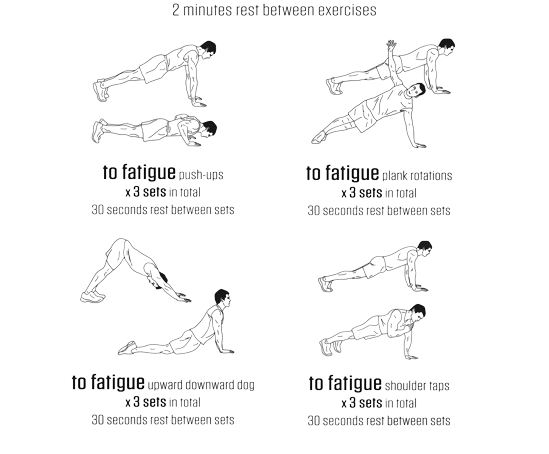 2 minutes rest between exercises
to fatigue push-ups
x 3 sets in total
30 seconds rest between sets
to fatigue plank rotations
x 3 sets in total
30 seconds rest between sets
to fatigue upward downward dog
x 3 sets in total
30 seconds rest between sets
to fatigue shoulder taps
x 3 sets in total
30 seconds rest between sets